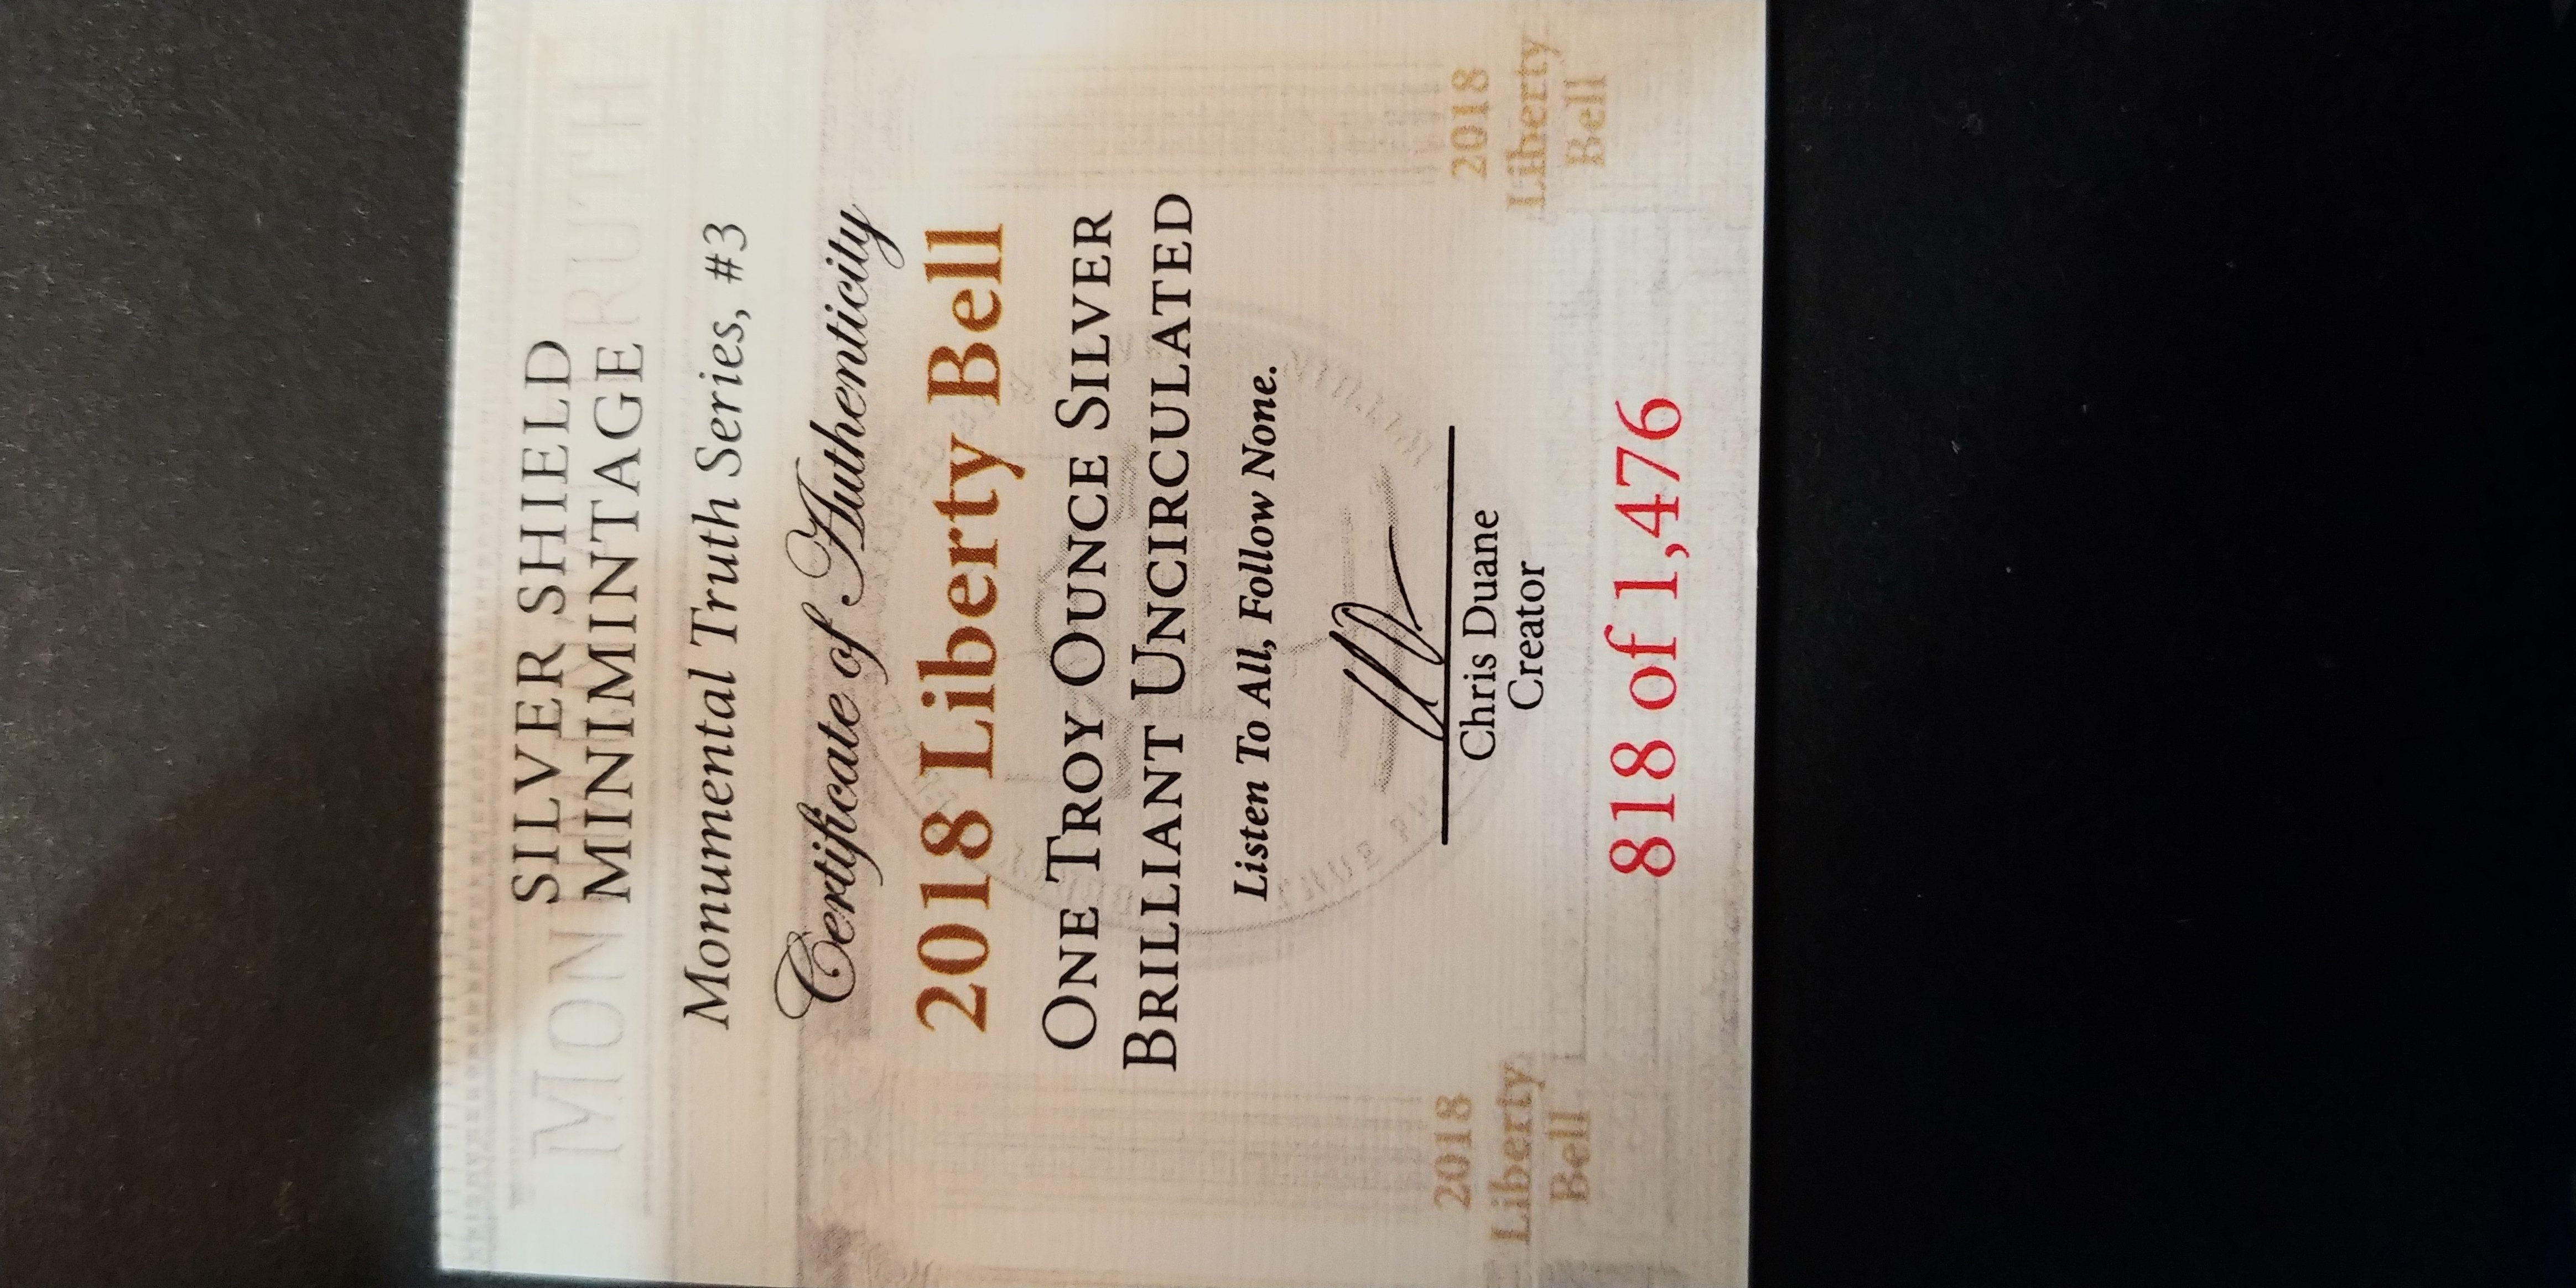 SILVER SHIELD
MINIMINTAGE
Monumental Truth Series, #3
Certificate of Authenticity
2018 Liberty Bell
ONE TROY OUNCE SILVER
BRILLIANT UNCIRCULATED
Listen To All, Follow None.
Chris Duane
Creator
2018
Liberty
Bell
2018
Liberty
Bell
818 of 1,476